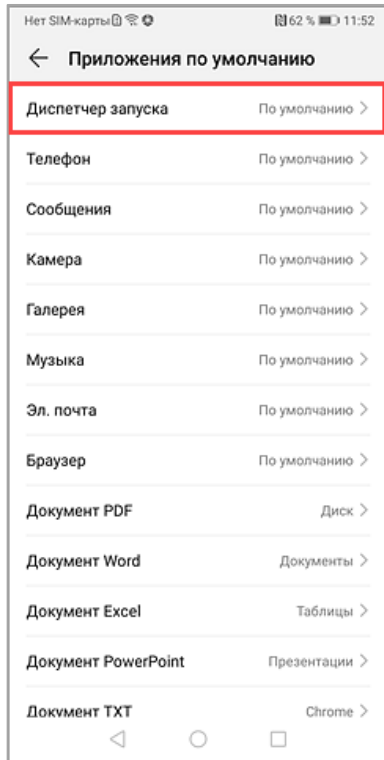 Нет SIM-карты 62 % 11:52
Приложения по умолчанию
Диспетчер запуска По умолчанию
Телефон По умолчанию
Сообщения По умолчанию
Камера По умолчанию
Галерея По умолчанию
Музыка По умолчанию
Эл. почта По умолчанию
Браузер По умолчанию
Документ PDF Диск
Документ Word Документы
Документ Excel Таблицы
Документ PowerPoint Презентации
Документ TXT Chrome